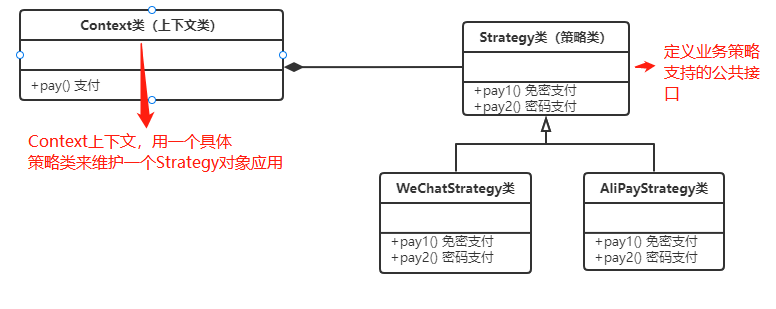 Context类（上下文类）
+pay() 支付
Context上下文，用一个具体
策略类来维护一个Strategy对象应用
Strategy类（策略类）
+pay1() 免密支付
+pay2() 密码支付
定义业务策略
支持的公共接
口
WeChatStrategy类
+pay1() 免密支付
+pay2() 密码支付
AliPayStrategy类
+pay1() 免密支付
+pay2() 密码支付